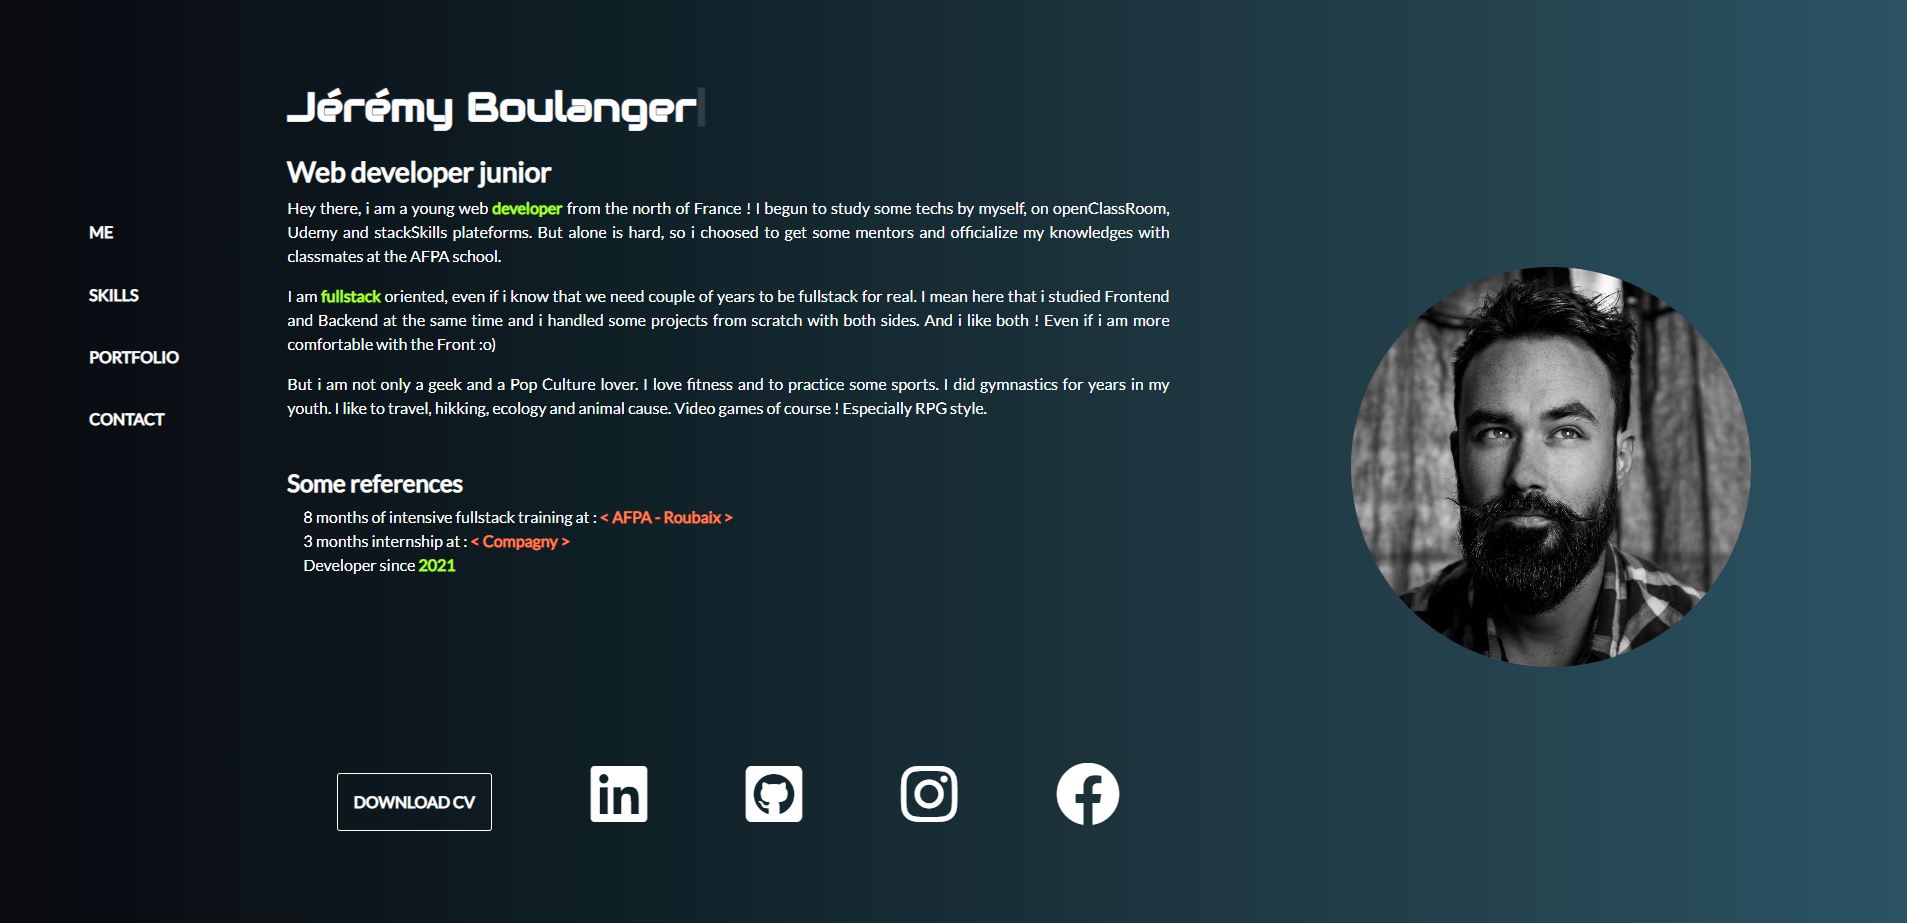 Jérémy Boulanger
Web developer junior
Hey there, i am a young web developer from the north of France ! I begun to study some techs by myself, on openClassRoom,
Udemy and stackSkills plateforms. But alone is hard, so i choosed to get some mentors and officialize my knowledges with
classmates at the AFPA school.
I am fullstack oriented, even if i know that we need couple of years to be fullstack for real. I mean here that i studied Frontend
and Backend at the same time and i handled some projects from scratch with both sides. And i like both ! Even if i am more
comfortable with the Front :o)
But i am not only a geek and a Pop Culture lover. I love fitness and to practice some sports. I did gymnastics for years in my
youth. I like to travel, hikking, ecology and animal cause. Video games of course ! Especially RPG style.
Some references
8 months of intensive fullstack training at : < AFPA - Roubaix >
3 months internship at : < Compagny >
Developer since 2021
ME
SKILLS
PORTFOLIO
CONTACT
DOWNLOAD CV
in